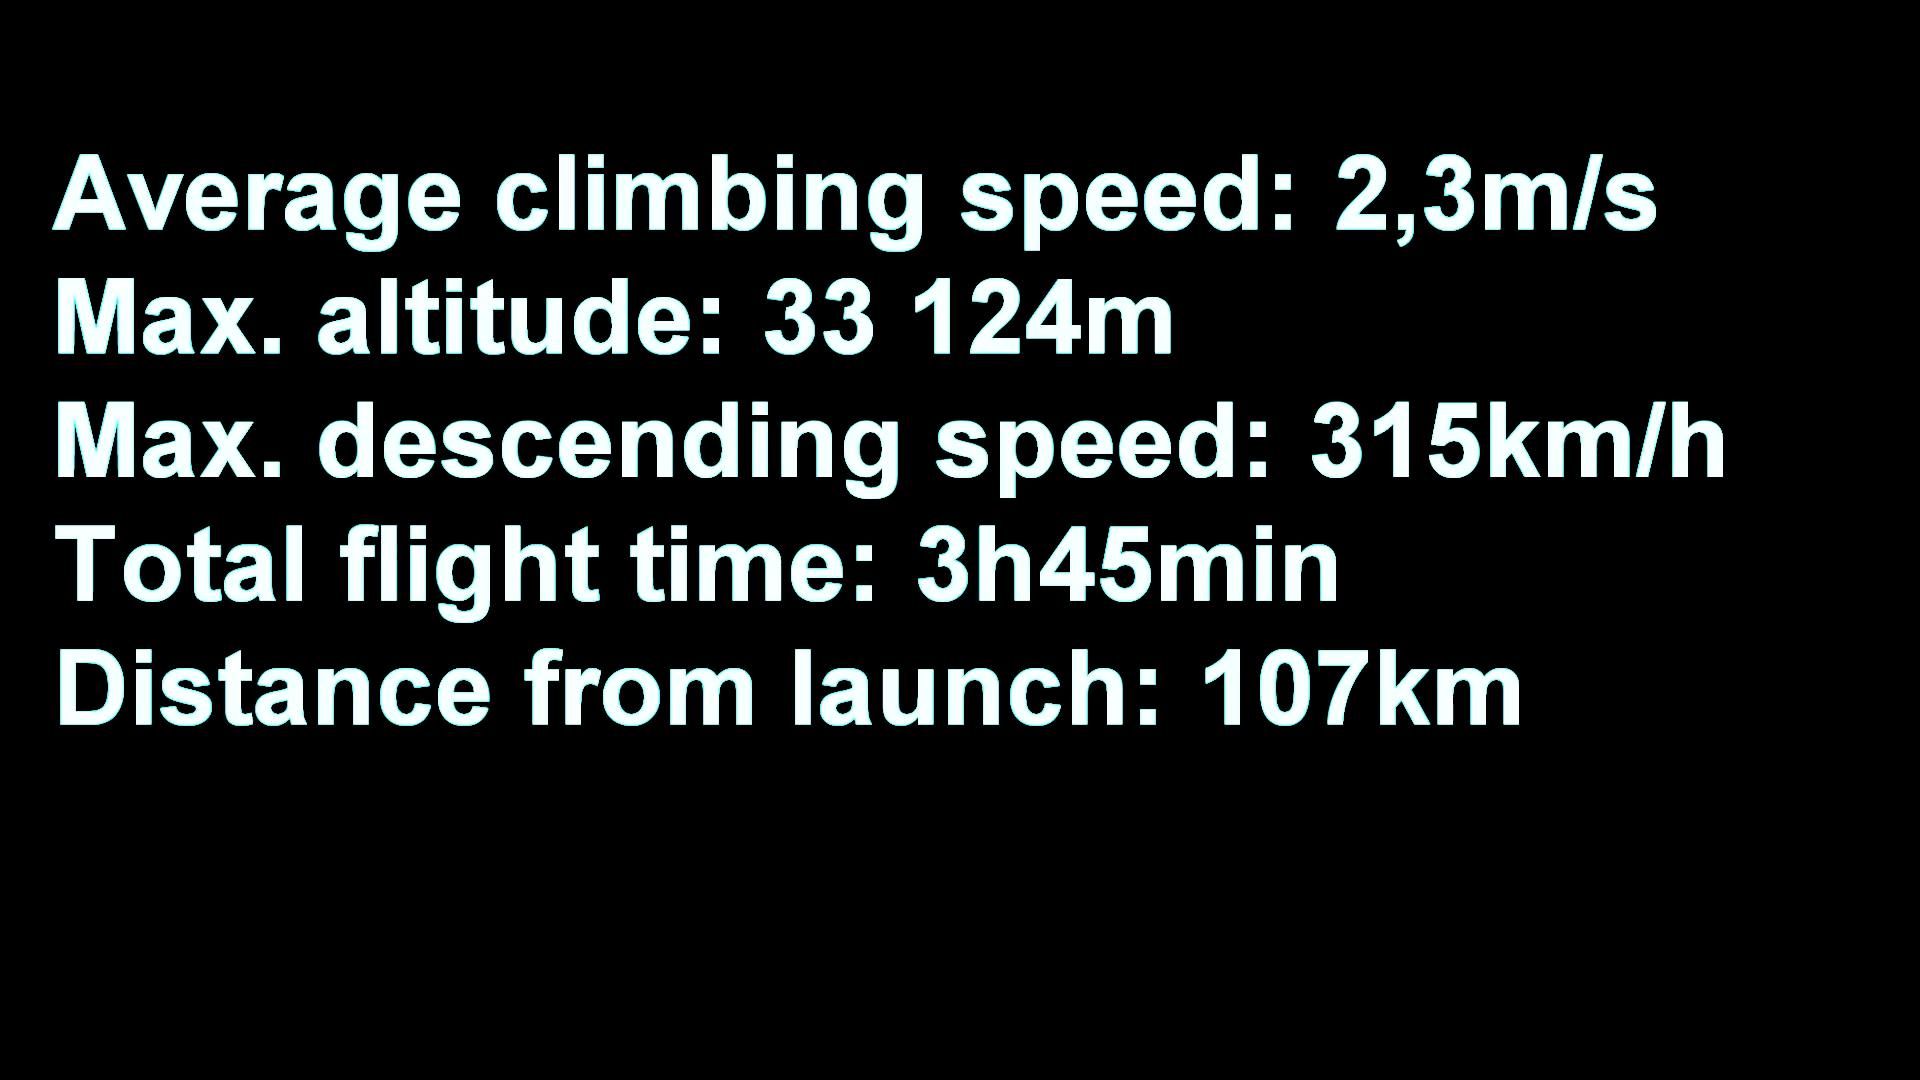 Average climbing speed: 2,3m/s
Max. altitude: 33 124m
Max. descending speed: 315km/h
Total flight time: 3h45min
Distance from launch: 107km